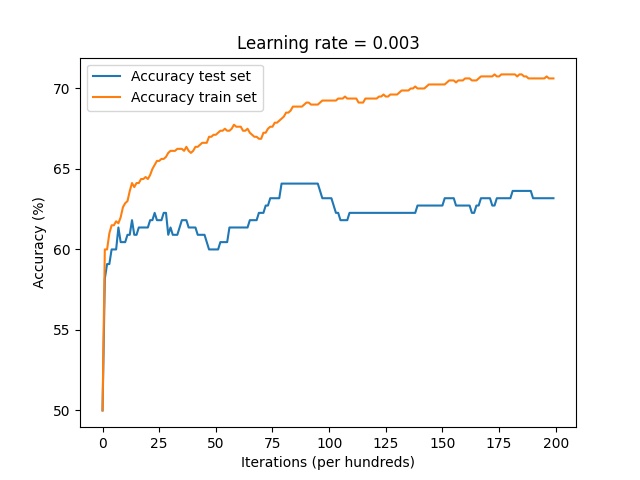 Learning rate = 0.003
Accuracy test set
Accuracy train set
70
65
60
55
50
Accuracy (%)
0 25 50 75 100 125 150 175 200
Iterations (per hundreds)